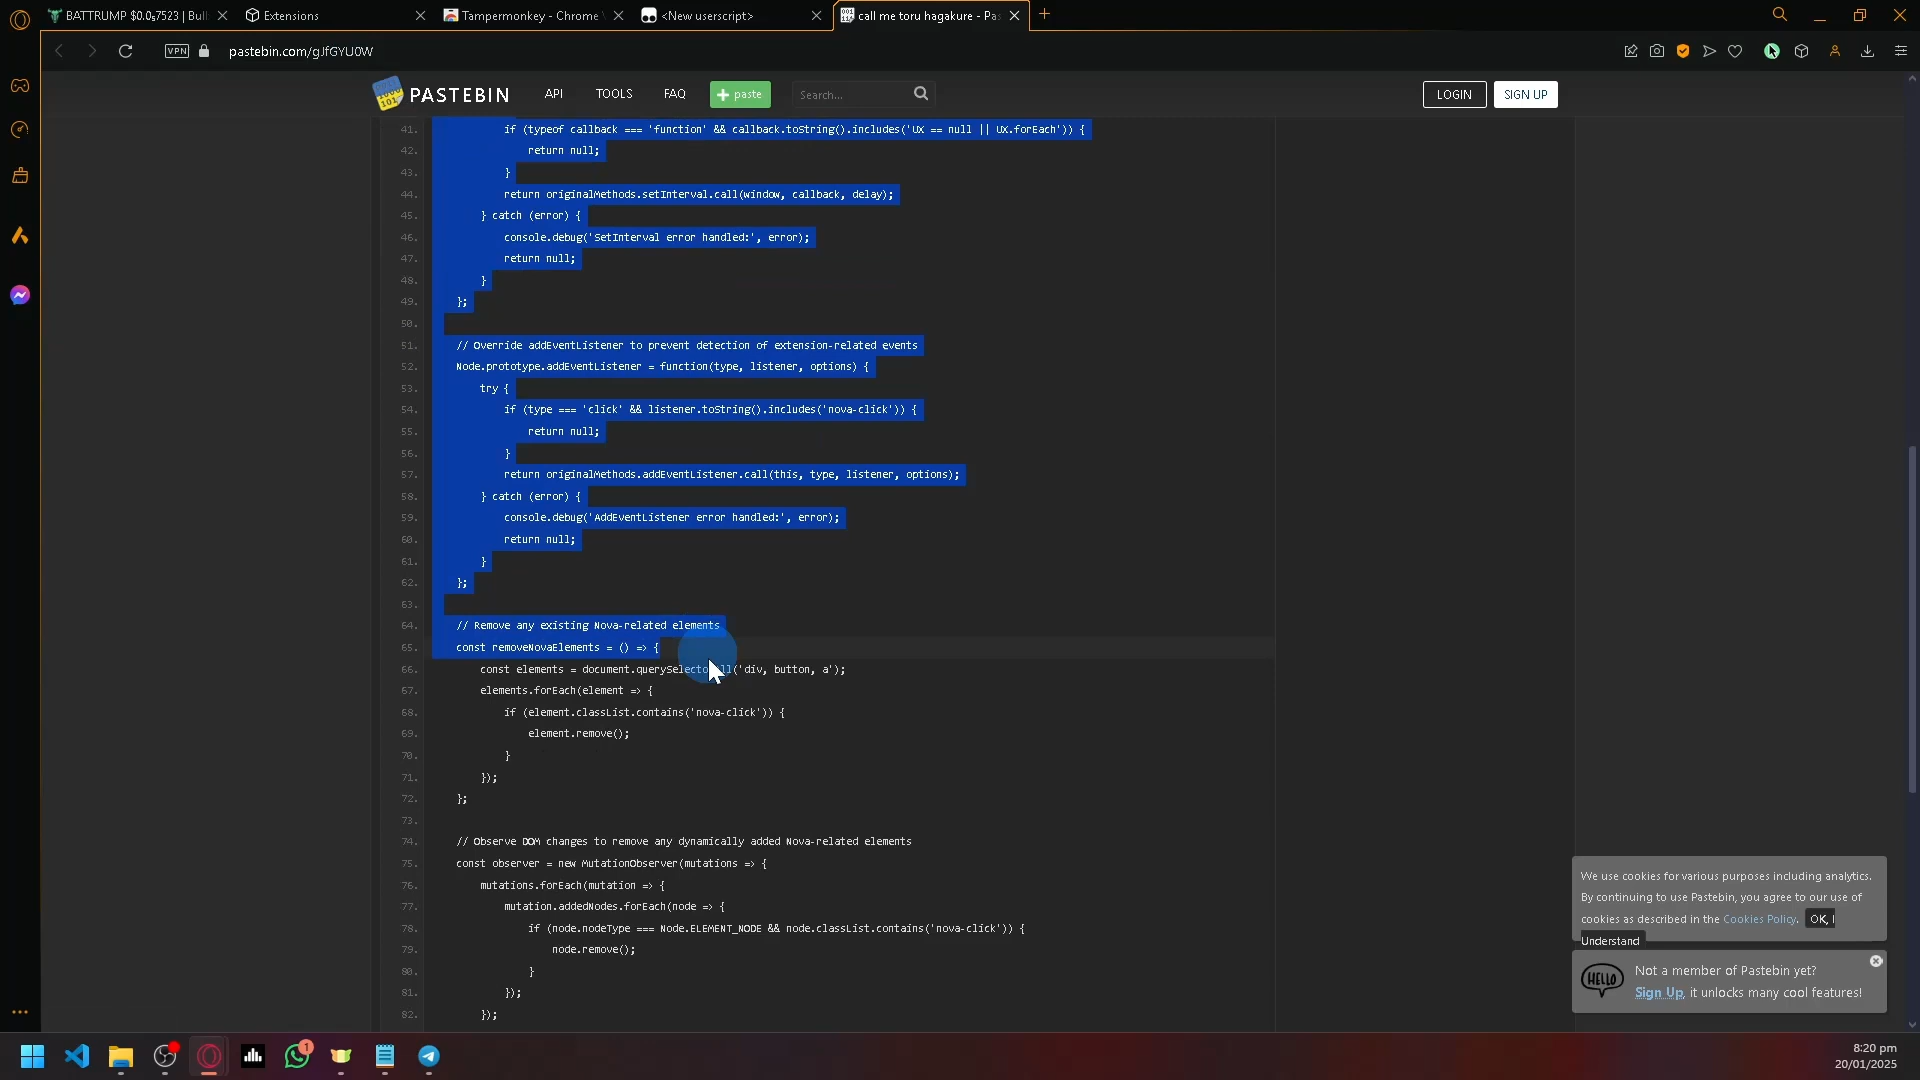 BATTRUMP $0.0₅7523 | Bull
Extensions
Tampermonkey - Chrome
<New userscript>
call me toru hagakure - Pas
VPN
pastebin.com/gJfGYU0W
PASTEBIN
API
TOOLS
FAQ
paste
Search...
LOGIN
SIGN UP
41. if (typeof callback === 'function' && callback.toString().includes('UX == null || UX.forEach')) {
42. return null;
43. }
44. return originalMethods.setInterval.call(window, callback, delay);
45. } catch (error) {
46. console.debug('SetInterval error handled:', error);
47. return null;
48. }
49. };
50.
51. // Override addEventListener to prevent detection of extension-related events
52. Node.prototype.addEventListener = function(type, listener, options) {
53. try {
54. if (type === 'click' && listener.toString().includes('nova-click')) {
55. return null;
56. }
57. return originalMethods.addEventListener.call(this, type, listener, options);
58. } catch (error) {
59. console.debug('AddEventListener error handled:', error);
60. return null;
61. }
62. };
63.
64. // Remove any existing Nova-related elements
65. const removeNovaElements = () => {
66. const elements = document.querySelectorAll('div, button, a');
67. elements.forEach(element => {
68. if (element.classList.contains('nova-click')) {
69. element.remove();
70. }
71. });
72. };
73.
74. // Observe DOM changes to remove any dynamically added Nova-related elements
75. const observer = new MutationObserver(mutations => {
76. mutations.forEach(mutation => {
77. mutation.addedNodes.forEach(node => {
78. if (node.nodeType === Node.ELEMENT_NODE && node.classList.contains('nova-click')) {
79. node.remove();
80. }
81. });
82. });
We use cookies for various purposes including analytics.
By continuing to use Pastebin, you agree to our use of
cookies as described in the Cookies Policy. OK, I
Understand
HELLO
Not a member of Pastebin yet?
Sign Up, it unlocks many cool features!
1
8:20 pm
20/01/2025